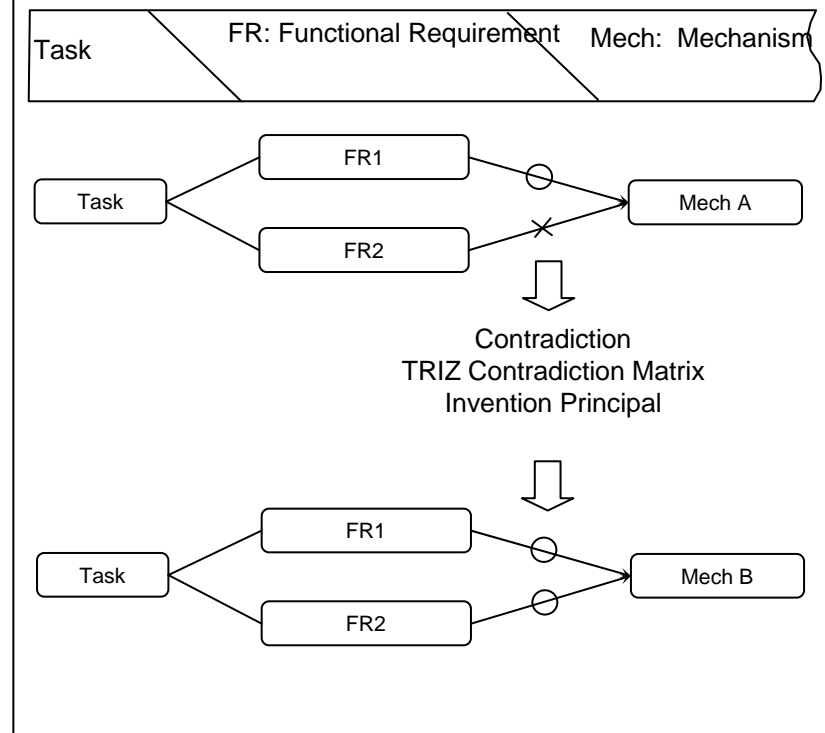 Task
FR: Functional Requirement
Mech: Mechanism
FR1
Task
Mech A
FR2
Contradiction
TRIZ Contradiction Matrix
Invention Principal
FR1
Task
Mech B
FR2